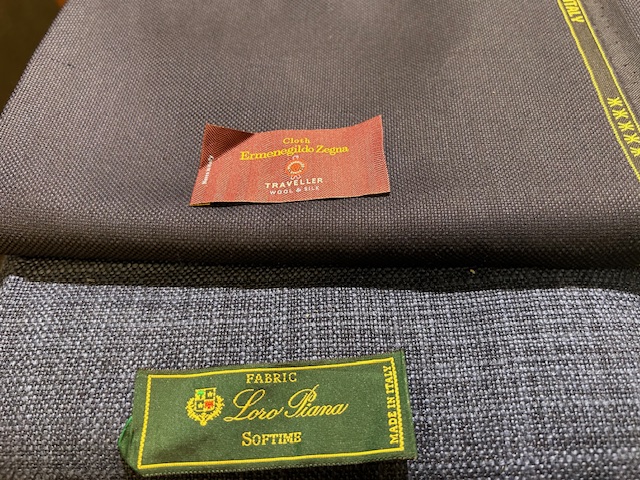 ITALY
Cloth
Ermenegildo Zegna
TRAVELLER
WOOL & SILK
FABRIC
Loro Piana
SOFTIME
MADE IN ITALY